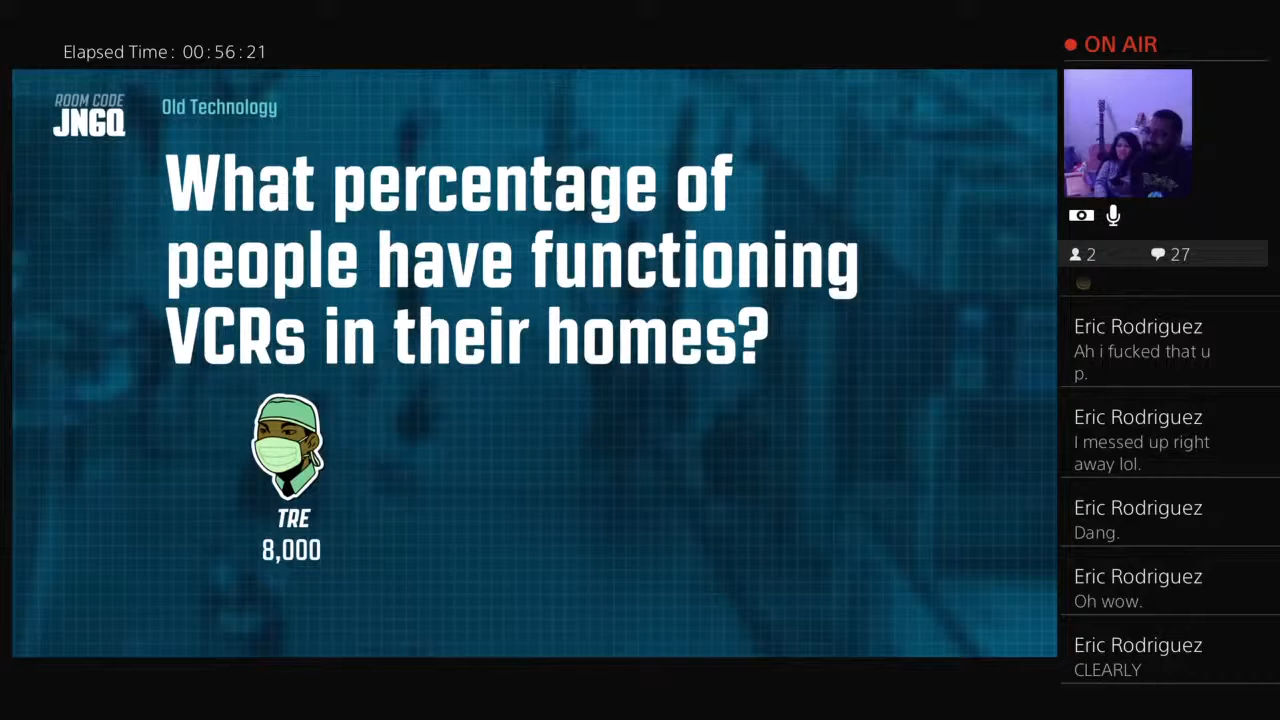 Elapsed Time: 00:56:21
ON AIR
ROOM CODE
JNGQ
Old Technology
What percentage of
people have functioning
VCRs in their homes?
TRE
8,000
2
27
Eric Rodriguez
Ah i fucked that u
p.
Eric Rodriguez
I messed up right
away lol.
Eric Rodriguez
Dang.
Eric Rodriguez
Oh wow.
Eric Rodriguez
CLEARLY